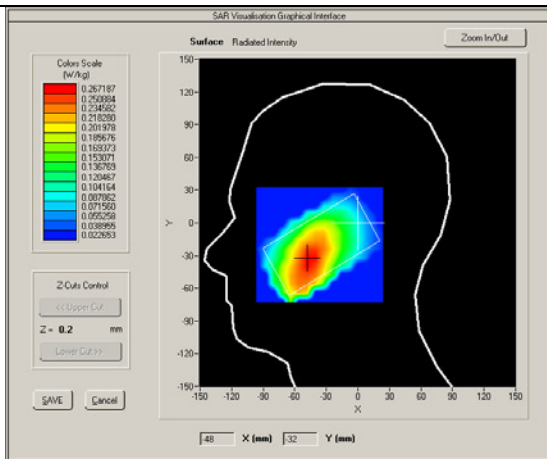 SAR Visualisation Graphical Interface
Surface Radiated Intensity
Zoom In/Out
Colors Scale
(W/kg)
0.267187
0.250884
0.234582
0.218280
0.201978
0.185676
0.169373
0.153071
0.136769
0.120467
0.104164
0.087862
0.071560
0.055258
0.038955
0.022653
Z-Cuts Control
<< Upper Cut
Z = 0.2 mm
Lower Cut >>
SAVE
Cancel
150
120
90
60
30
0
-30
-60
-90
-120
-150
Y
-150 -120 -90 -60 -30 0 30 60 90 120 150
X
-48 X (mm) -32 Y (mm)